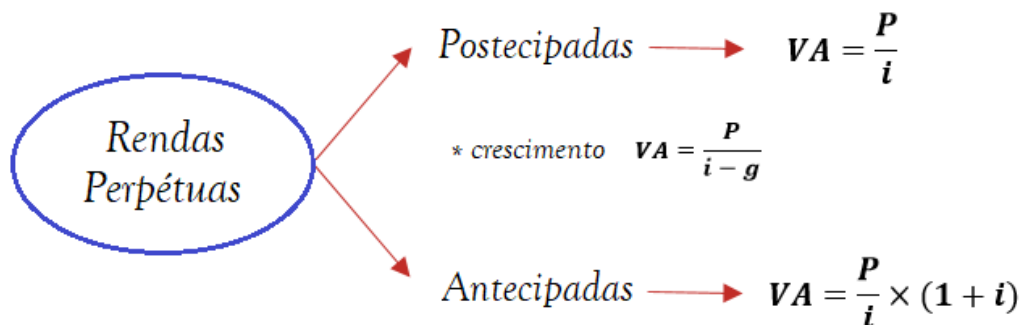 Rendas
Perpétuas
Postecipadas
VA = P/i
* crescimento VA = P/(i − g)
Antecipadas
VA = P/i × (1 + i)